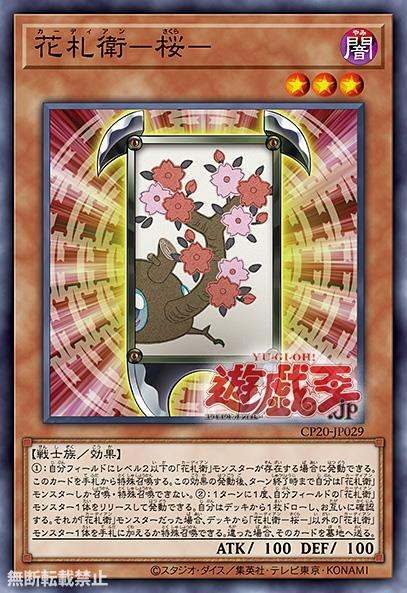 カーディアン さくら
花札衛－桜－
やみ
闇
YU-GI-OH!
遊戯王
.jp
CP20-JP029
【戦士族／効果】
①：自分フィールドにレベル２以下の「花札衛」モンスターが存在する場合に発動できる。
このカードを手札から特殊召喚する。この効果の発動後、ターン終了時まで自分は「花札衛」
モンスターしか召喚・特殊召喚できない。②：１ターンに１度、自分フィールドの「花札衛」
モンスター１体をリリースして発動できる。自分はデッキから１枚ドローし、お互いに確認
する。それが「花札衛」モンスターだった場合、デッキから「花札衛－桜－」以外の「花札衛」モ
ンスター１体を手札に加えるか特殊召喚できる。違った場合、そのカードを墓地へ送る。
ATK/ 100 DEF/ 100
無断転載禁止
©スタジオ・ダイス／集英社・テレビ東京・KONAMI